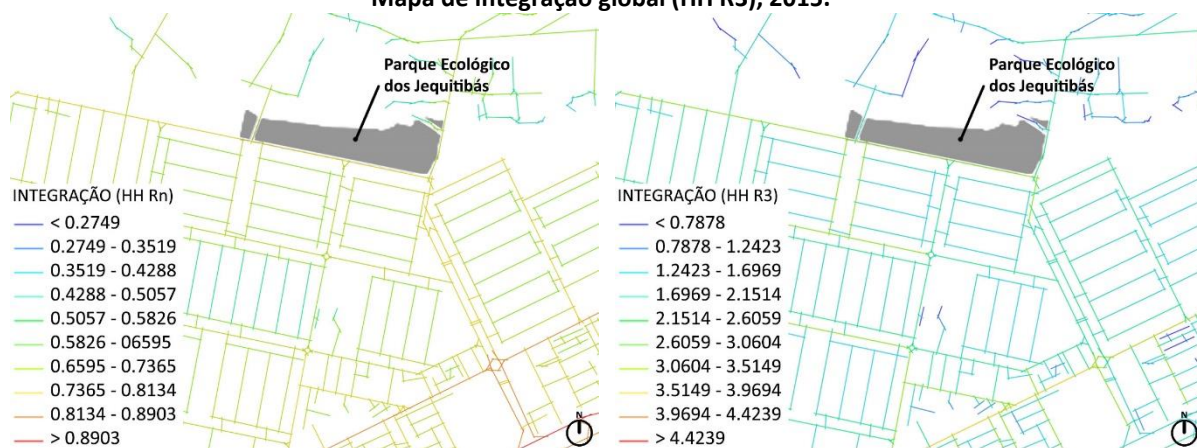 Mapa de integração global (HH R3), 2015.
Parque Ecológico
dos Jequitibás
INTEGRAÇÃO (HH Rn)
< 0.2749
0.2749 - 0.3519
0.3519 - 0.4288
0.4288 - 0.5057
0.5057 - 0.5826
0.5826 - 06595
0.6595 - 0.7365
0.7365 - 0.8134
0.8134 - 0.8903
> 0.8903
N
Parque Ecológico
dos Jequitibás
INTEGRAÇÃO (HH R3)
< 0.7878
0.7878 - 1.2423
1.2423 - 1.6969
1.6969 - 2.1514
2.1514 - 2.6059
2.6059 - 3.0604
3.0604 - 3.5149
3.5149 - 3.9694
3.9694 - 4.4239
> 4.4239
N